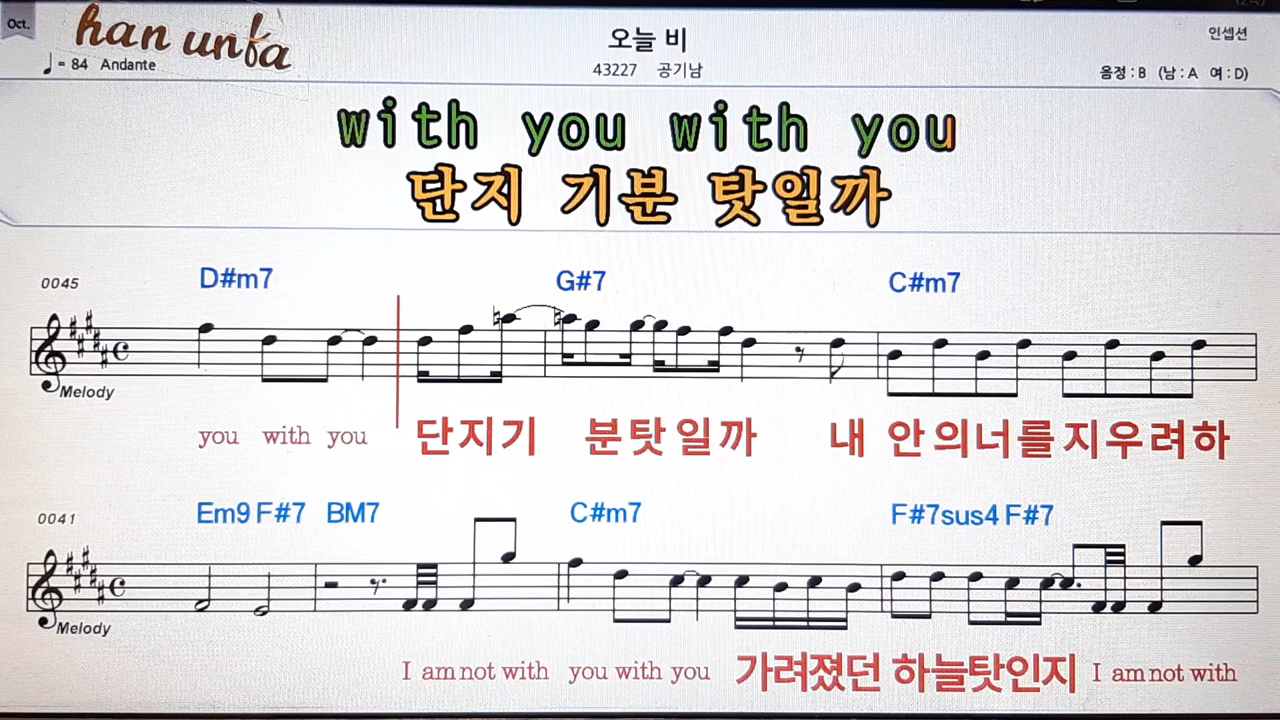 Oct.
han unfa
♩= 84 Andante
오늘 비
43227 공기남
인셉션
음정 : B (남 : A 여 : D)
with you with you
단지 기분 탓일까
0045
D#m7 G#7 C#m7
Melody
you with you 단지기 분탓일까 내 안의너를지우려하
0041
Em9 F#7 BM7 C#m7 F#7sus4 F#7
Melody
I am not with you with you 가려졌던 하늘탓인지 I am not with